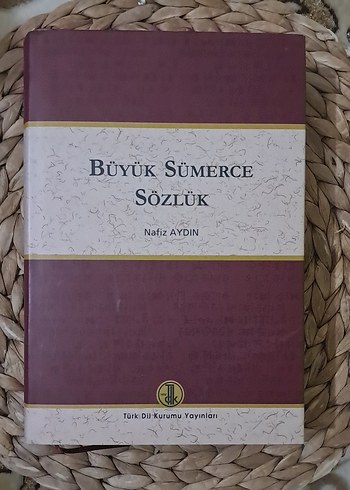 BÜYÜK SÜMERCE
SÖZLÜK
Nafiz AYDIN
Türk Dil Kurumu Yayınları